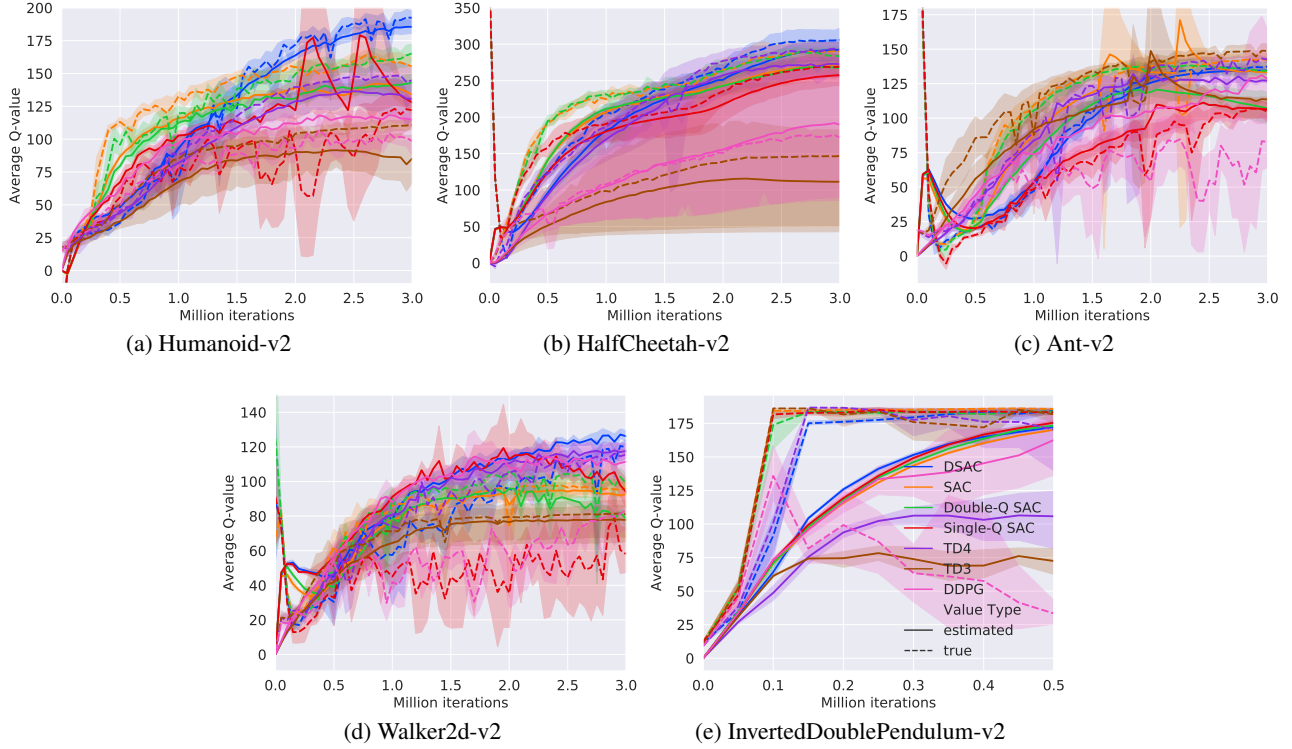 200
175
150
125
100
75
50
25
0
Average Q-value
0.0 0.5 1.0 1.5 2.0 2.5 3.0
Million iterations
(a) Humanoid-v2
350
300
250
200
150
100
50
0
Average Q-value
0.0 0.5 1.0 1.5 2.0 2.5 3.0
Million iterations
(b) HalfCheetah-v2
175
150
125
100
75
50
25
0
Average Q-value
0.0 0.5 1.0 1.5 2.0 2.5 3.0
Million iterations
(c) Ant-v2
140
120
100
80
60
40
20
0
Average Q-value
0.0 0.5 1.0 1.5 2.0 2.5 3.0
Million iterations
(d) Walker2d-v2
175
150
125
100
75
50
25
0
Average Q-value
DSAC
SAC
Double-Q SAC
Single-Q SAC
TD4
TD3
DDPG
Value Type
estimated
true
0.0 0.1 0.2 0.3 0.4 0.5
Million iterations
(e) InvertedDoublePendulum-v2